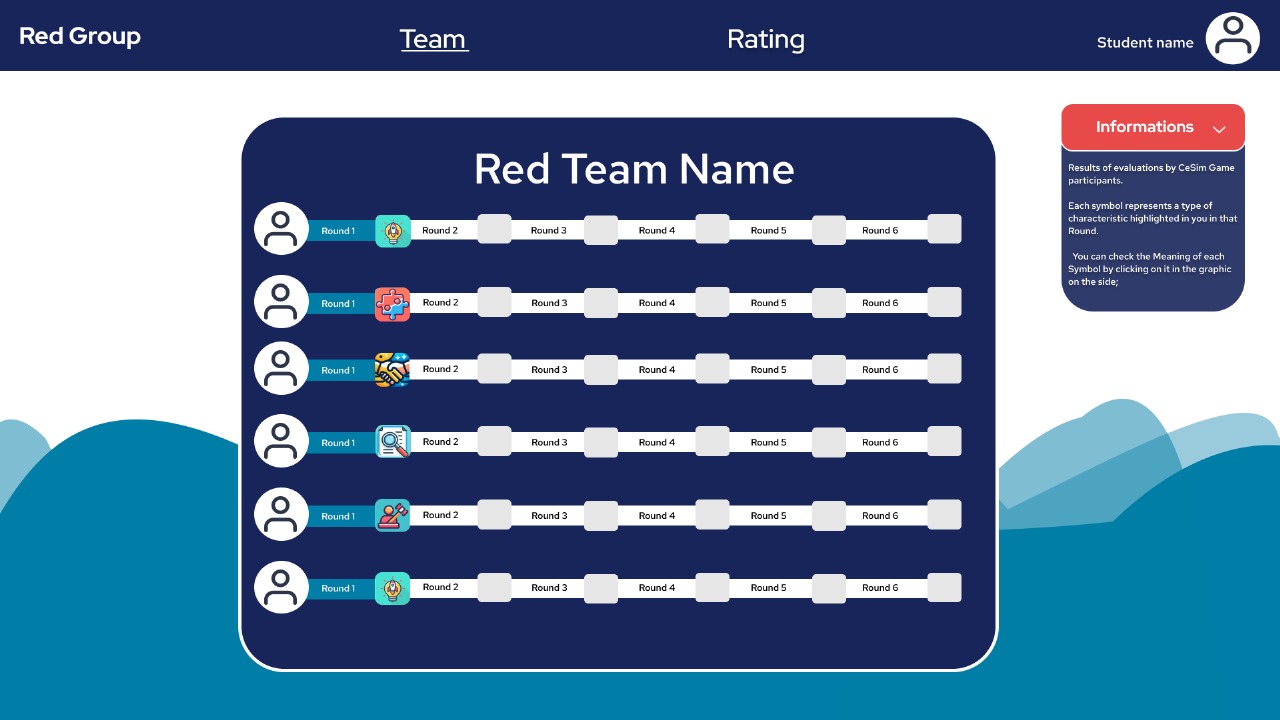 Red Group
Team
Rating
Student name
Informations
Results of evaluations by CeSim Game
participants.
Each symbol represents a type of
characteristic highlighted in you in that
Round.
You can check the Meaning of each
Symbol by clicking on it in the graphic
on the side;
Red Team Name
Round 1 Round 2 Round 3 Round 4 Round 5 Round 6
Round 1 Round 2 Round 3 Round 4 Round 5 Round 6
Round 1 Round 2 Round 3 Round 4 Round 5 Round 6
Round 1 Round 2 Round 3 Round 4 Round 5 Round 6
Round 1 Round 2 Round 3 Round 4 Round 5 Round 6
Round 1 Round 2 Round 3 Round 4 Round 5 Round 6